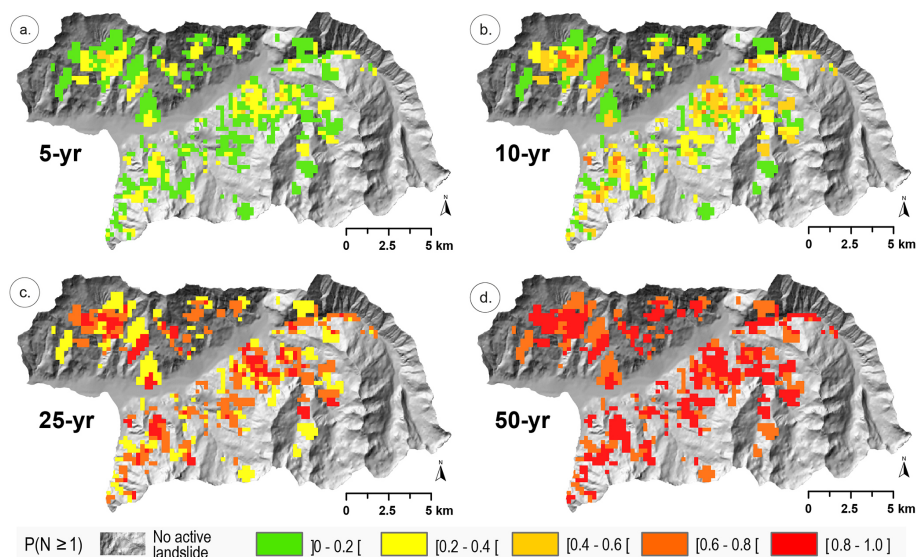 a.
b.
5-yr
10-yr
N
N
0 2.5 5 km
0 2.5 5 km
c.
d.
25-yr
50-yr
N
N
0 2.5 5 km
0 2.5 5 km
P(N ≥ 1)
No active
landslide
]0 - 0.2 [
[0.2 - 0.4 [
[0.4 - 0.6 [
[0.6 - 0.8 [
[0.8 - 1.0 ]